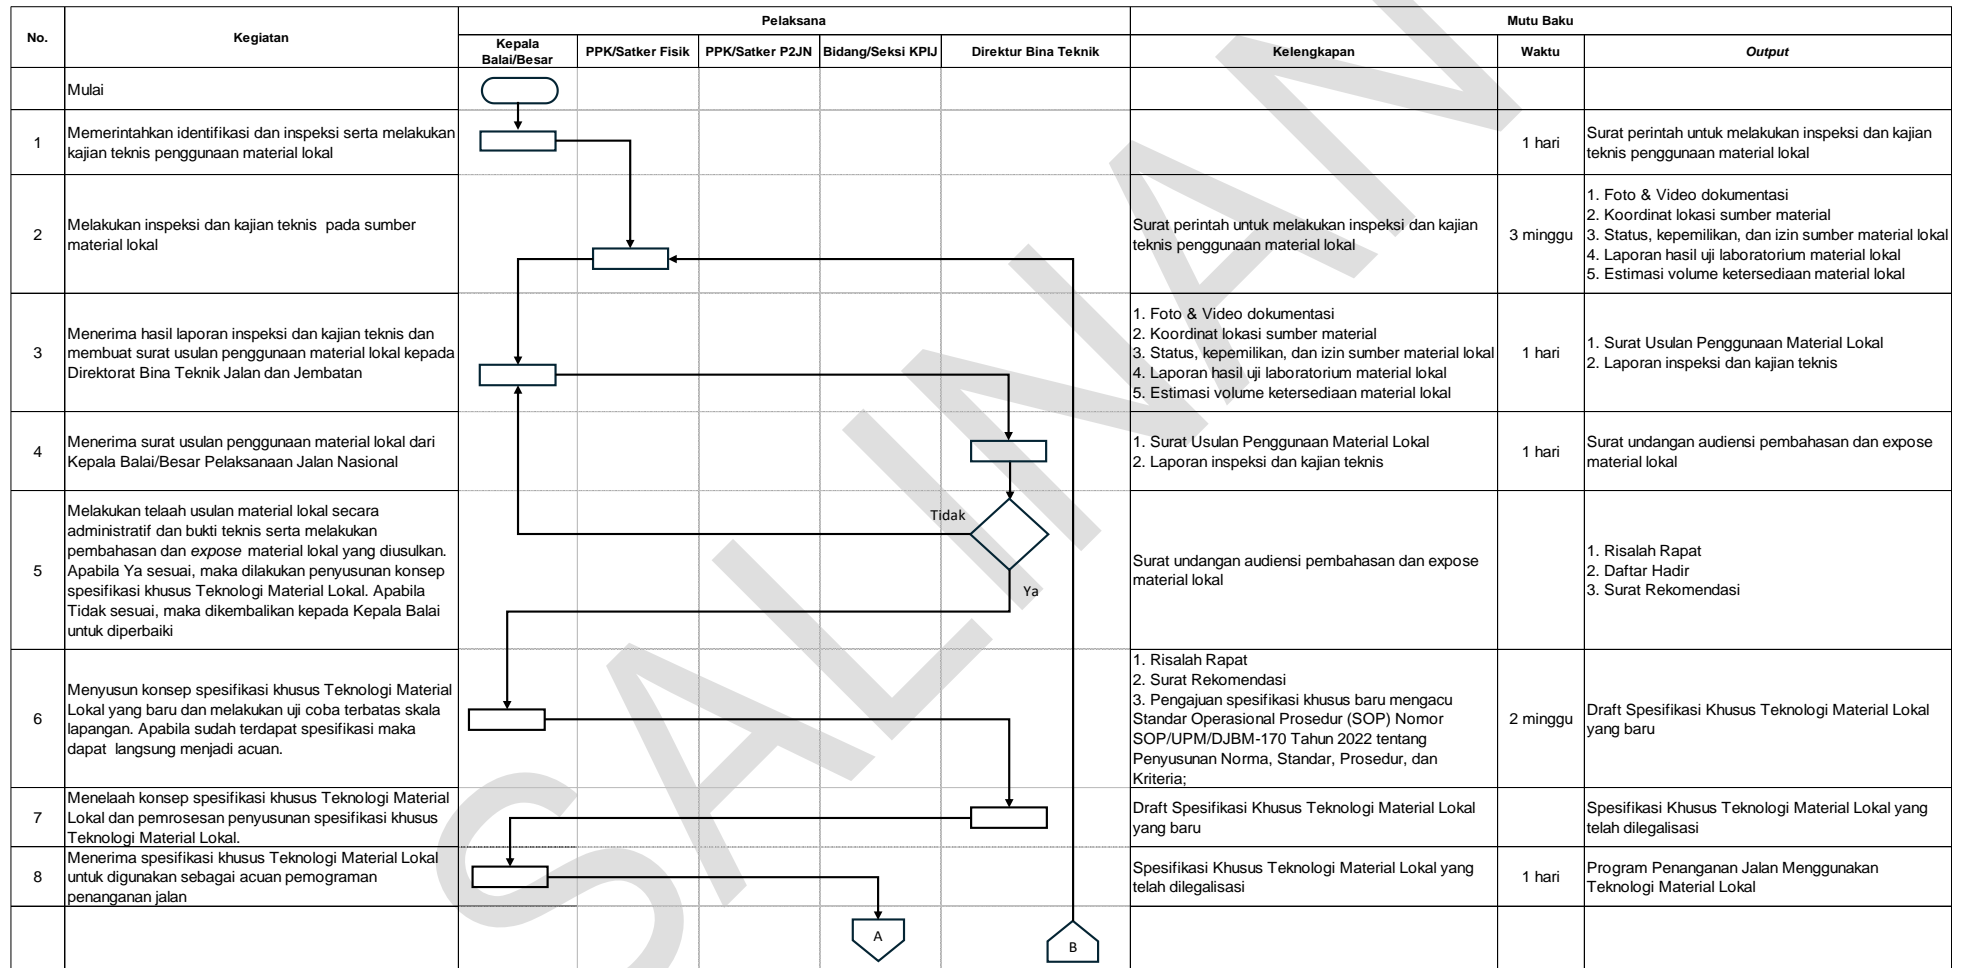 No.
Kegiatan
Pelaksana
Mutu Baku
Kepala
Balai/Besar
PPK/Satker Fisik
PPK/Satker P2JN
Bidang/Seksi KPIJ
Direktur Bina Teknik
Kelengkapan
Waktu
Output
Mulai
1
Memerintahkan identifikasi dan inspeksi serta melakukan
kajian teknis penggunaan material lokal
1 hari
Surat perintah untuk melakukan inspeksi dan kajian
teknis penggunaan material lokal
2
Melakukan inspeksi dan kajian teknis pada sumber
material lokal
Surat perintah untuk melakukan inspeksi dan kajian
teknis penggunaan material lokal
3 minggu
1. Foto & Video dokumentasi
2. Koordinat lokasi sumber material
3. Status, kepemilikan, dan izin sumber material lokal
4. Laporan hasil uji laboratorium material lokal
5. Estimasi volume ketersediaan material lokal
3
Menerima hasil laporan inspeksi dan kajian teknis dan
membuat surat usulan penggunaan material lokal kepada
Direktorat Bina Teknik Jalan dan Jembatan
1. Foto & Video dokumentasi
2. Koordinat lokasi sumber material
3. Status, kepemilikan, dan izin sumber material lokal
4. Laporan hasil uji laboratorium material lokal
5. Estimasi volume ketersediaan material lokal
1 hari
1. Surat Usulan Penggunaan Material Lokal
2. Laporan inspeksi dan kajian teknis
4
Menerima surat usulan penggunaan material lokal dari
Kepala Balai/Besar Pelaksanaan Jalan Nasional
1. Surat Usulan Penggunaan Material Lokal
2. Laporan inspeksi dan kajian teknis
1 hari
Surat undangan audiensi pembahasan dan expose
material lokal
5
Melakukan telaah usulan material lokal secara
administratif dan bukti teknis serta melakukan
pembahasan dan expose material lokal yang diusulkan.
Apabila Ya sesuai, maka dilakukan penyusunan konsep
spesifikasi khusus Teknologi Material Lokal. Apabila
Tidak sesuai, maka dikembalikan kepada Kepala Balai
untuk diperbaiki
Tidak
Ya
Surat undangan audiensi pembahasan dan expose
material lokal
1. Risalah Rapat
2. Daftar Hadir
3. Surat Rekomendasi
6
Menyusun konsep spesifikasi khusus Teknologi Material
Lokal yang baru dan melakukan uji coba terbatas skala
lapangan. Apabila sudah terdapat spesifikasi maka
dapat langsung menjadi acuan.
1. Risalah Rapat
2. Surat Rekomendasi
3. Pengajuan spesifikasi khusus baru mengacu
Standar Operasional Prosedur (SOP) Nomor
SOP/UPM/DJBM-170 Tahun 2022 tentang
Penyusunan Norma, Standar, Prosedur, dan
Kriteria;
2 minggu
Draft Spesifikasi Khusus Teknologi Material Lokal
yang baru
7
Menelaah konsep spesifikasi khusus Teknologi Material
Lokal dan pemrosesan penyusunan spesifikasi khusus
Teknologi Material Lokal.
Draft Spesifikasi Khusus Teknologi Material Lokal
yang baru
Spesifikasi Khusus Teknologi Material Lokal yang
telah dilegalisasi
8
Menerima spesifikasi khusus Teknologi Material Lokal
untuk digunakan sebagai acuan pemograman
penanganan jalan
Spesifikasi Khusus Teknologi Material Lokal yang
telah dilegalisasi
1 hari
Program Penanganan Jalan Menggunakan
Teknologi Material Lokal
A
B
SALINAN